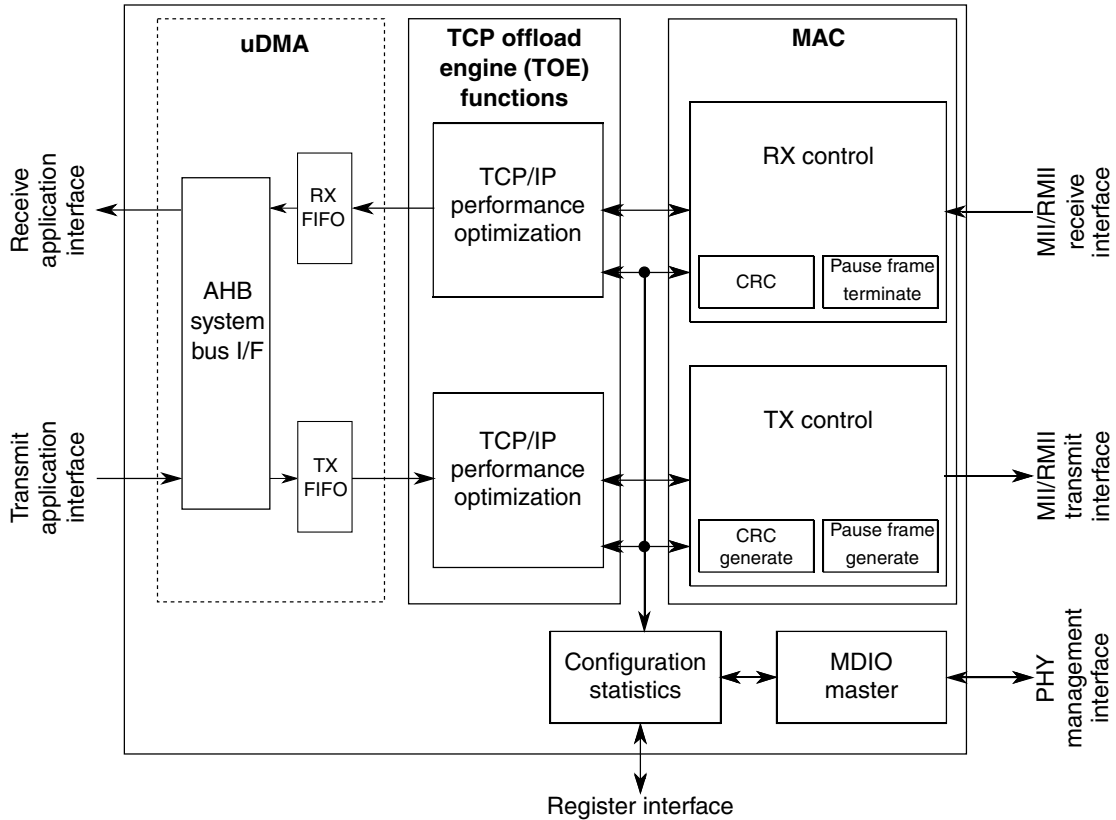 uDMA
TCP offload
engine (TOE)
functions
MAC
Receive
application
interface
AHB
system
bus I/F
RX
FIFO
TCP/IP
performance
optimization
RX control
CRC
Pause frame
terminate
MII/RMII
receive
interface
Transmit
application
interface
TX
FIFO
TCP/IP
performance
optimization
TX control
CRC
generate
Pause frame
generate
MII/RMII
transmit
interface
Configuration
statistics
MDIO
master
PHY
management
interface
Register interface